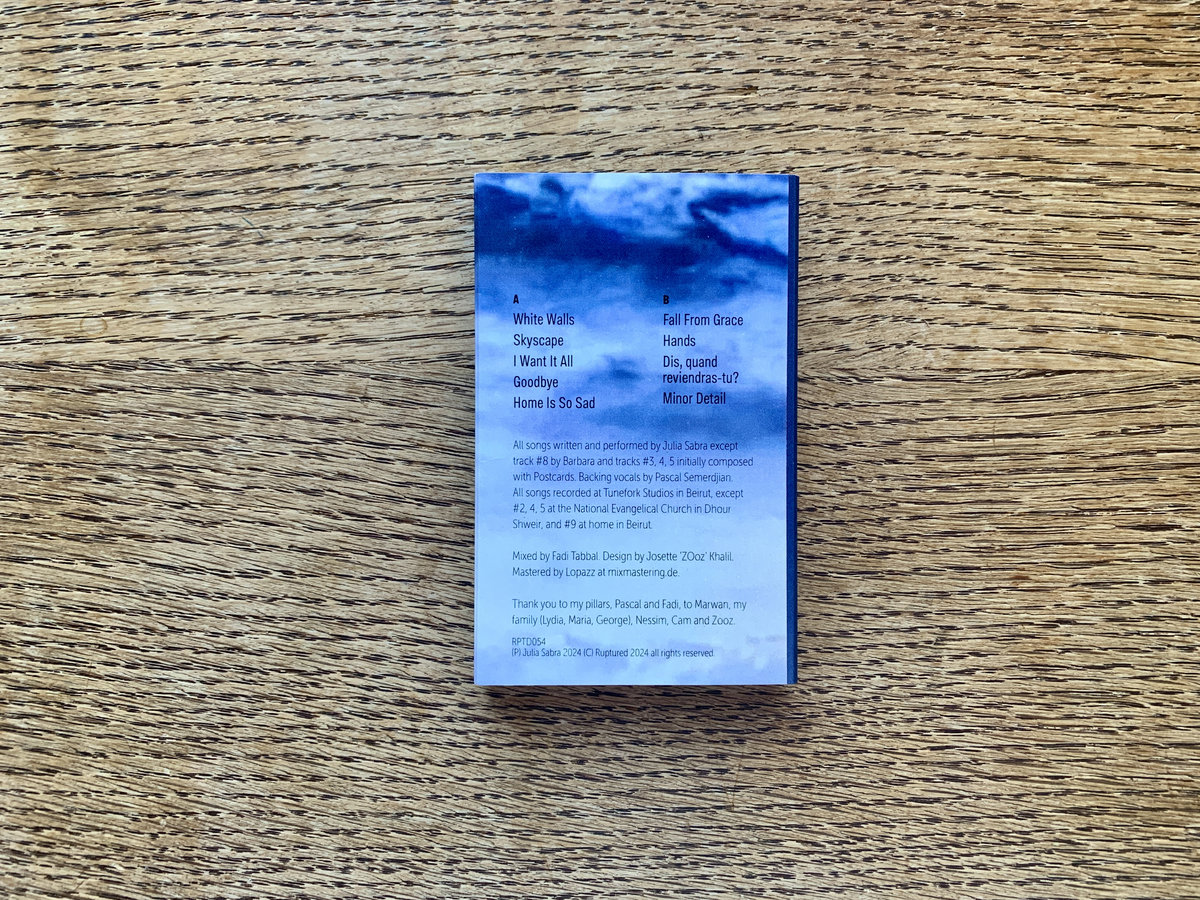 A
White Walls
Skyscape
I Want It All
Goodbye
Home Is So Sad
B
Fall From Grace
Hands
Dis, quand
reviendras-tu?
Minor Detail
All songs written and performed by Julia Sabra except
track #8 by Barbara and tracks #3, 4, 5 initially composed
with Postcards. Backing vocals by Pascal Semerdjian.
All songs recorded at Tunefork Studios in Beirut, except
#2, 4, 5 at the National Evangelical Church in Dhour
Shweir, and #9 at home in Beirut.
Mixed by Fadi Tabbal. Design by Josette 'ZOoz' Khalil.
Mastered by Lopazz at mixmastering.de.
Thank you to my pillars, Pascal and Fadi, to Marwan, my
family (Lydia, Maria, George), Nessim, Cam and Zooz.
RPTD054
(P) Julia Sabra 2024 (C) Ruptured 2024 all rights reserved.